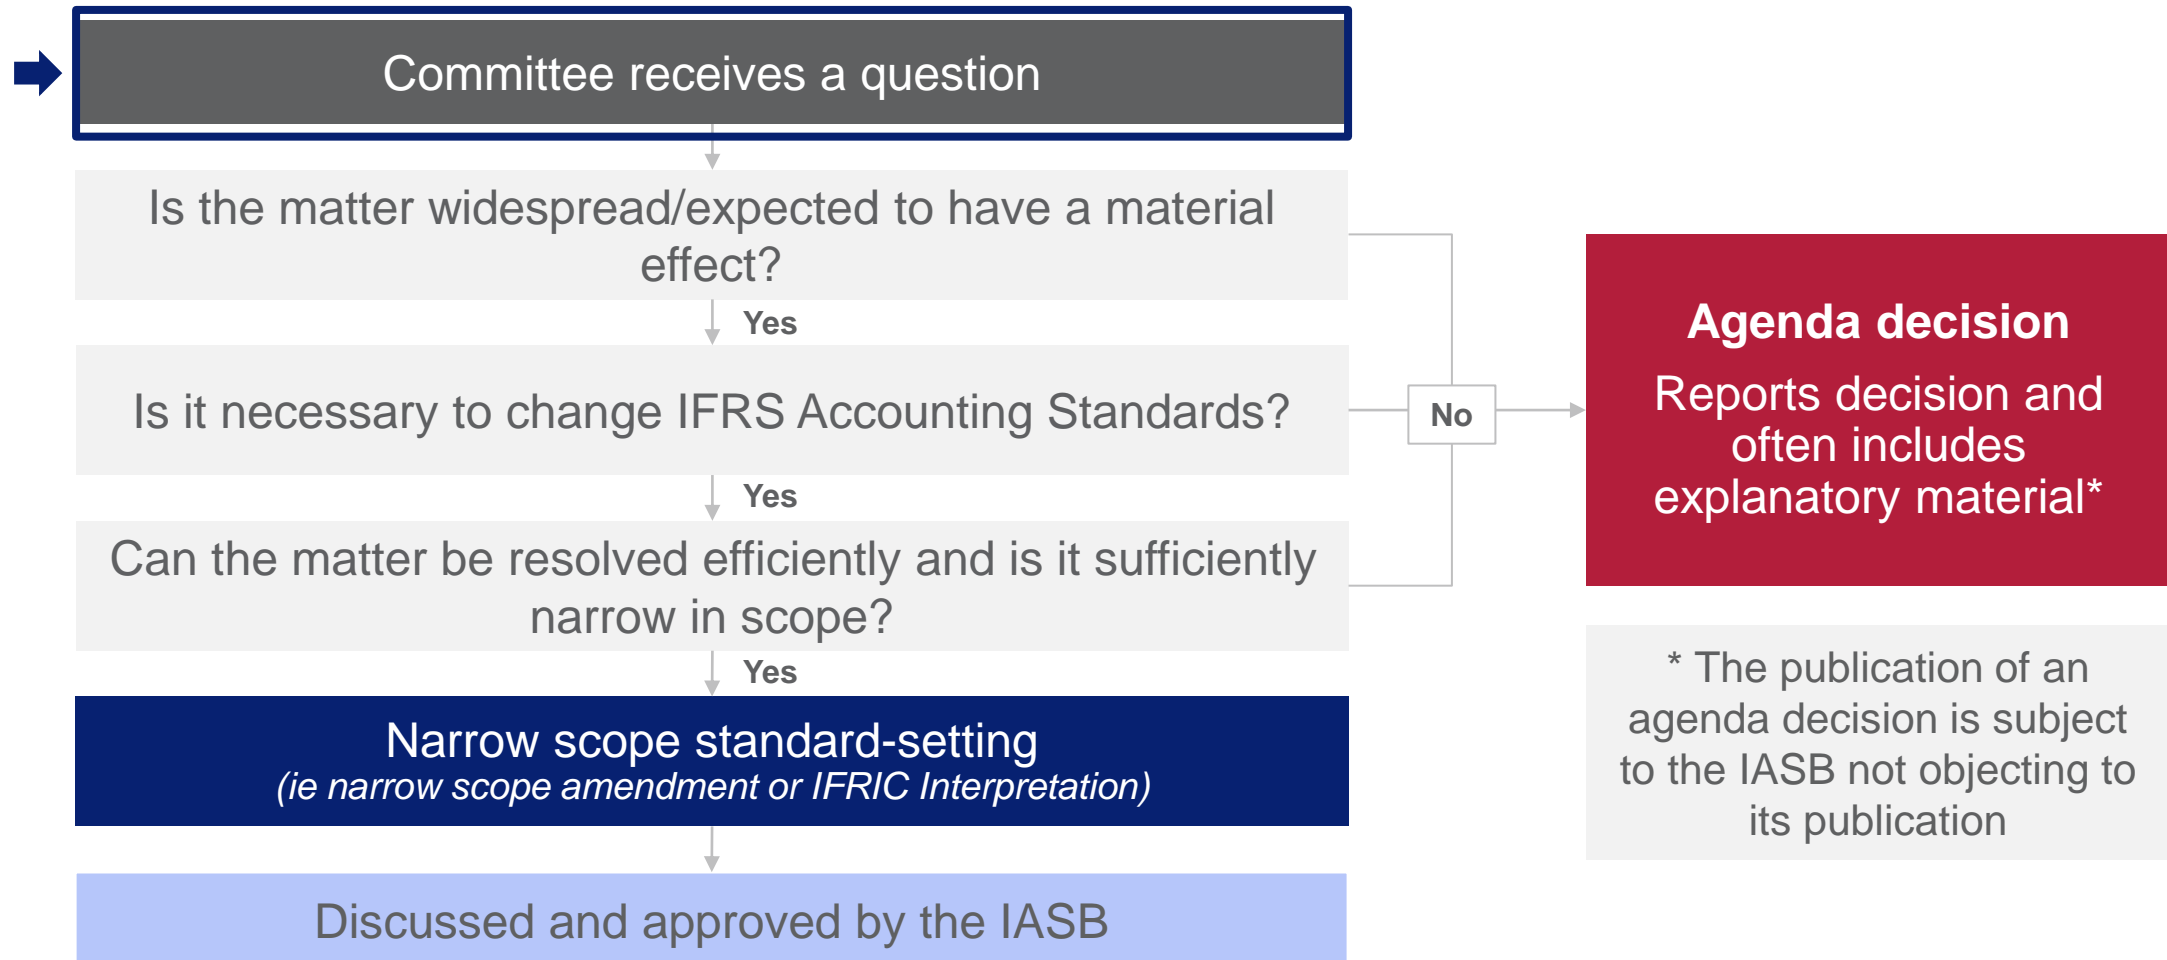 Committee receives a question
Is the matter widespread/expected to have a material
effect?
Yes
Is it necessary to change IFRS Accounting Standards?
Yes
Can the matter be resolved efficiently and is it sufficiently
narrow in scope?
Yes
Narrow scope standard-setting
(ie narrow scope amendment or IFRIC Interpretation)
Discussed and approved by the IASB
No
Agenda decision
Reports decision and
often includes
explanatory material*
* The publication of an
agenda decision is subject
to the IASB not objecting to
its publication